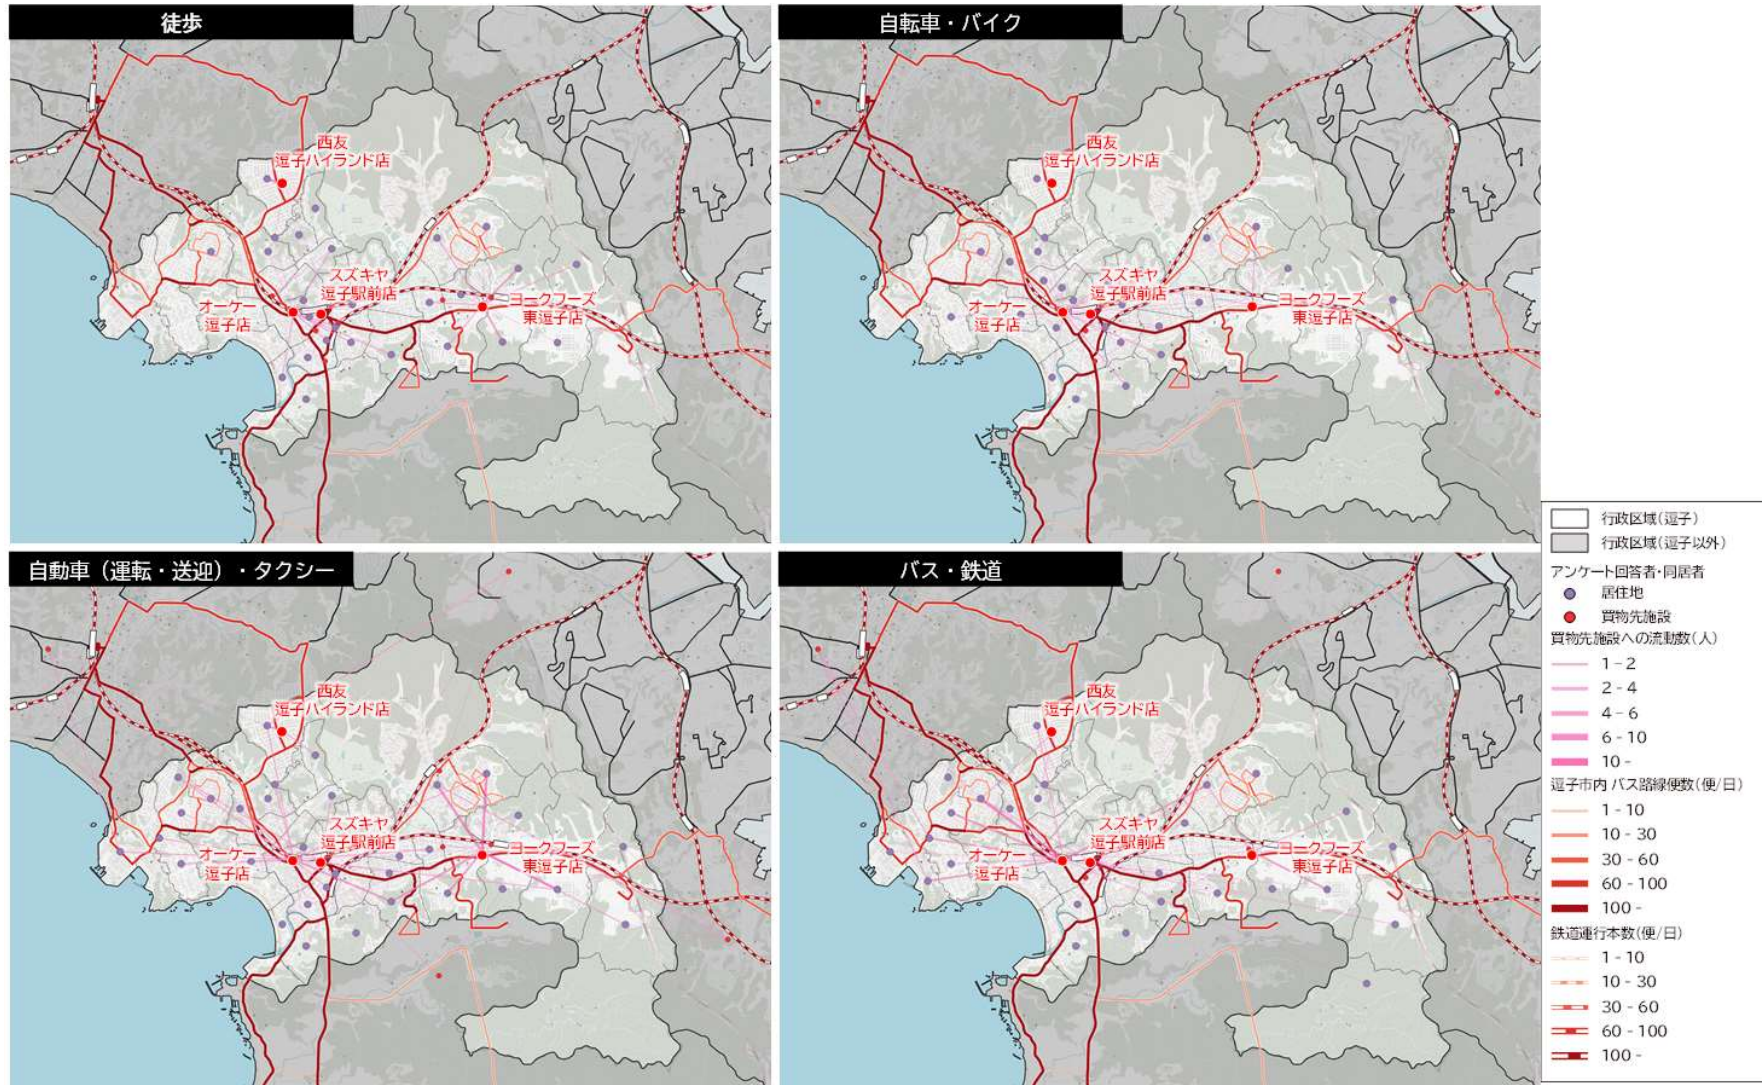 徒歩
西友
逗子ハイランド店
スズキヤ
逗子駅前店
オーケー
逗子店
ヨークフーズ
東逗子店
自転車・バイク
西友
逗子ハイランド店
スズキヤ
逗子駅前店
オーケー
逗子店
ヨークフーズ
東逗子店
自動車（運転・送迎）・タクシー
西友
逗子ハイランド店
スズキヤ
逗子駅前店
オーケー
逗子店
ヨークフーズ
東逗子店
バス・鉄道
西友
逗子ハイランド店
スズキヤ
逗子駅前店
オーケー
逗子店
ヨークフーズ
東逗子店
行政区域(逗子)
行政区域(逗子以外)
アンケート回答者・同居者
居住地
買物先施設
買物先施設への流動数(人)
1 - 2
2 - 4
4 - 6
6 - 10
10 -
逗子市内 バス路線便数(便/日)
1 - 10
10 - 30
30 - 60
60 - 100
100 -
鉄道運行本数(便/日)
1 - 10
10 - 30
30 - 60
60 - 100
100 -